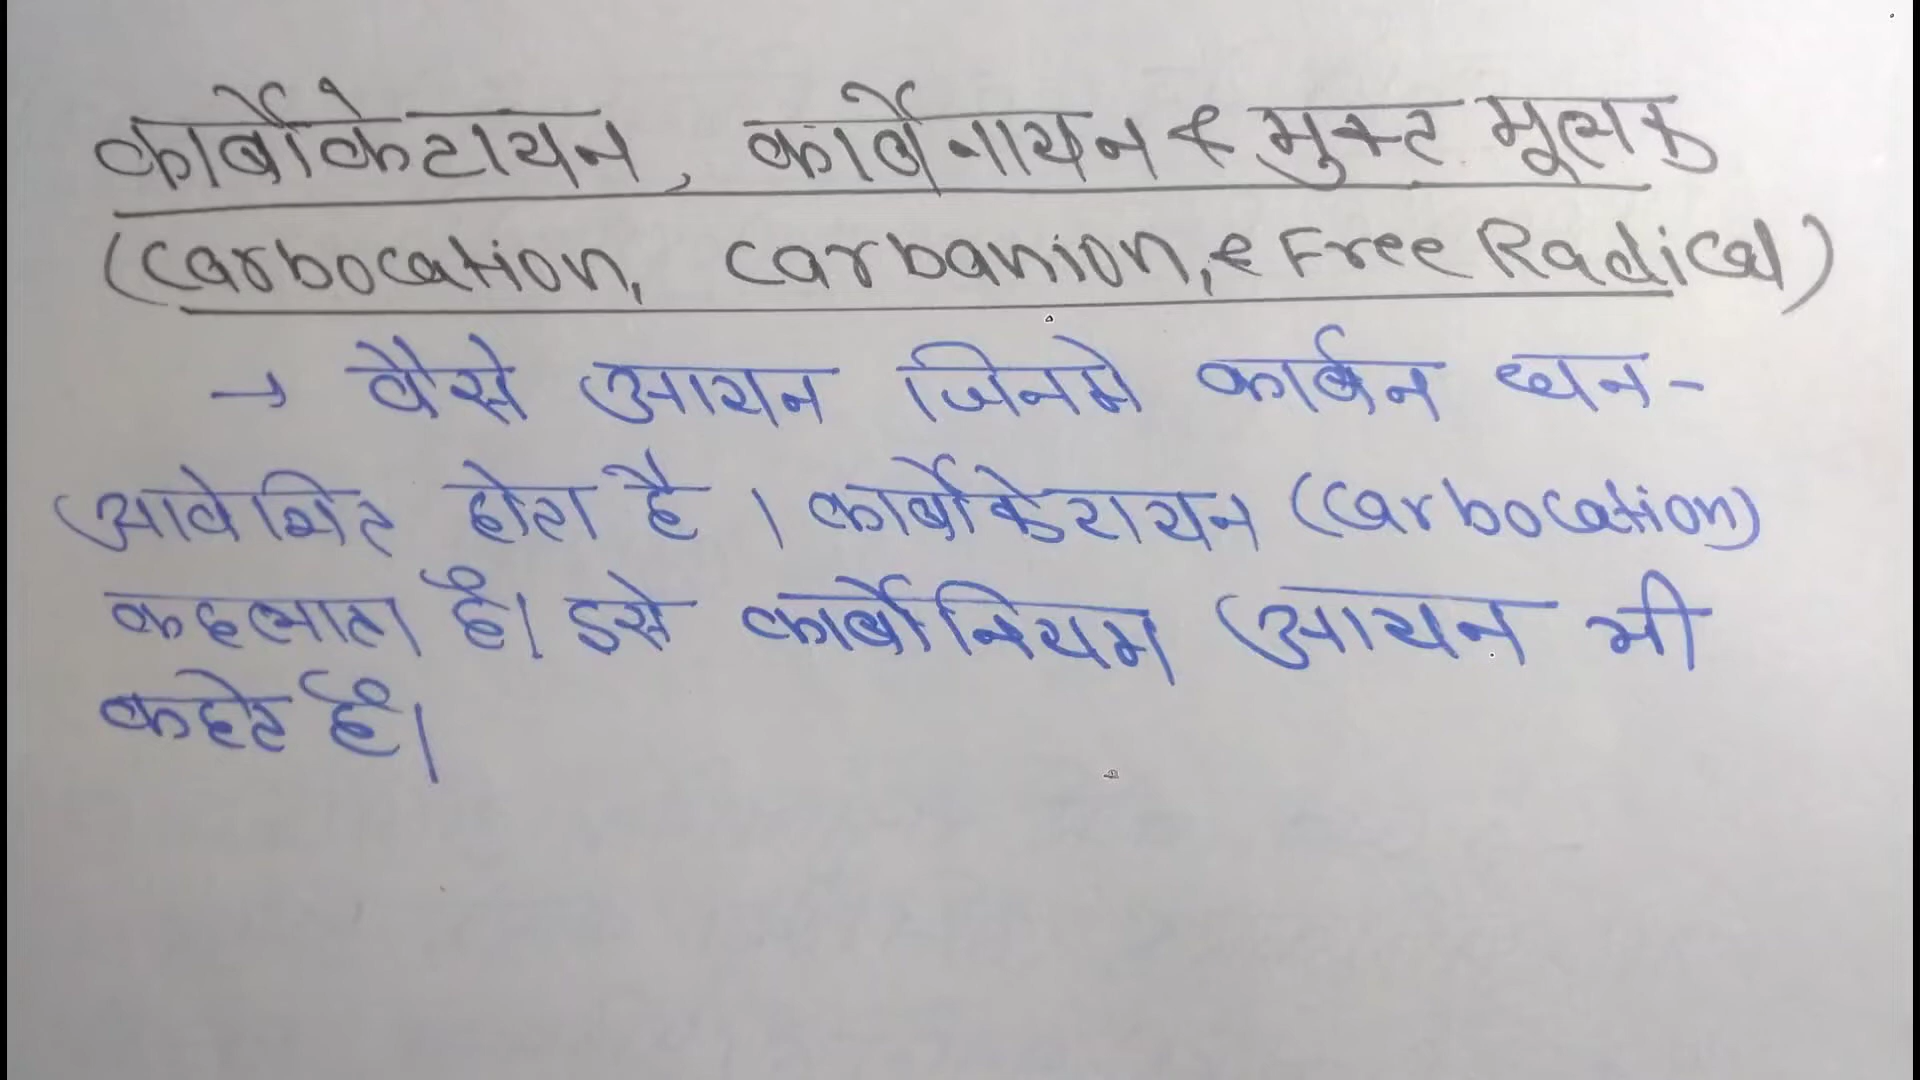 कार्बोकेटायन, कार्बेनायन & मुक्त मूलक
(Carbocation, Carbanion, & Free Radical)
→ वैसे आयन जिनमे कार्बन धन-
आवेशित होता है । कार्बोकेटायन (Carbocation)
कहलाता है। इसे कार्बोनियम आयन भी
कहते है।